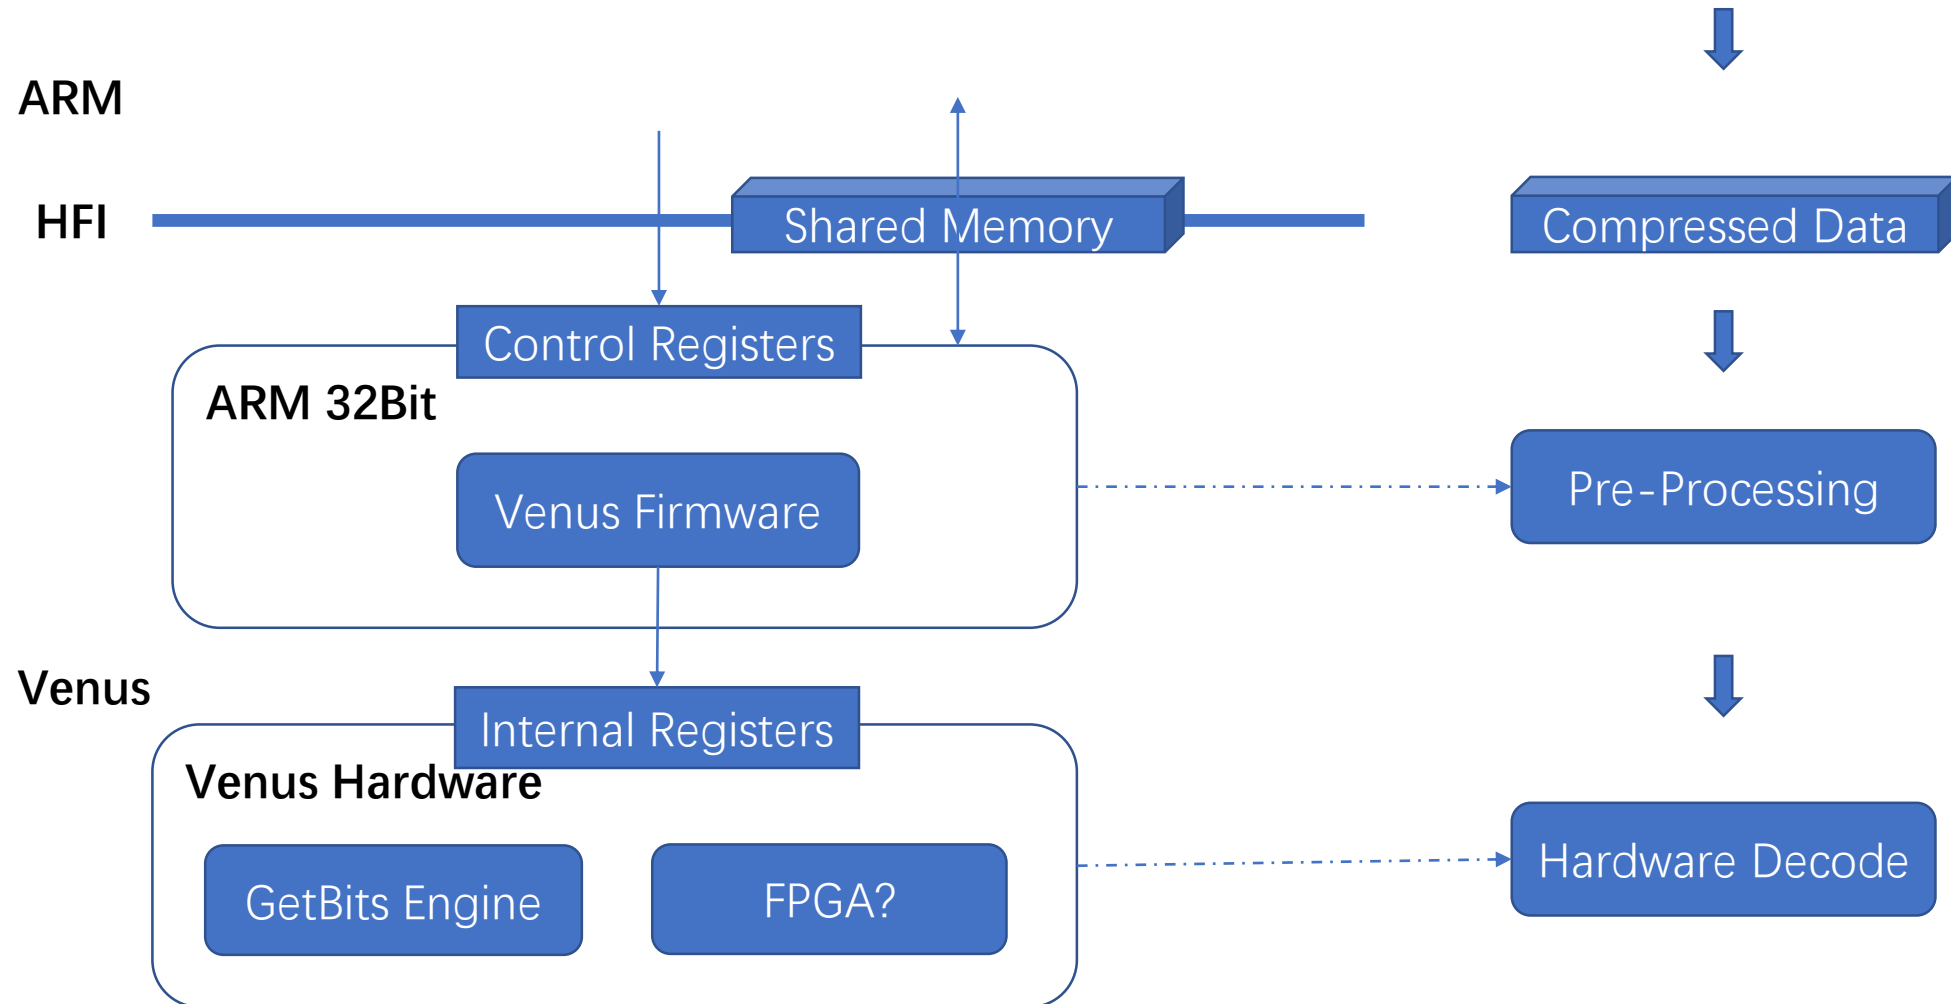 ARM
HFI
Shared Memory
Compressed Data
Control Registers
ARM 32Bit
Venus Firmware
Pre-Processing
Venus
Internal Registers
Venus Hardware
GetBits Engine
FPGA?
Hardware Decode